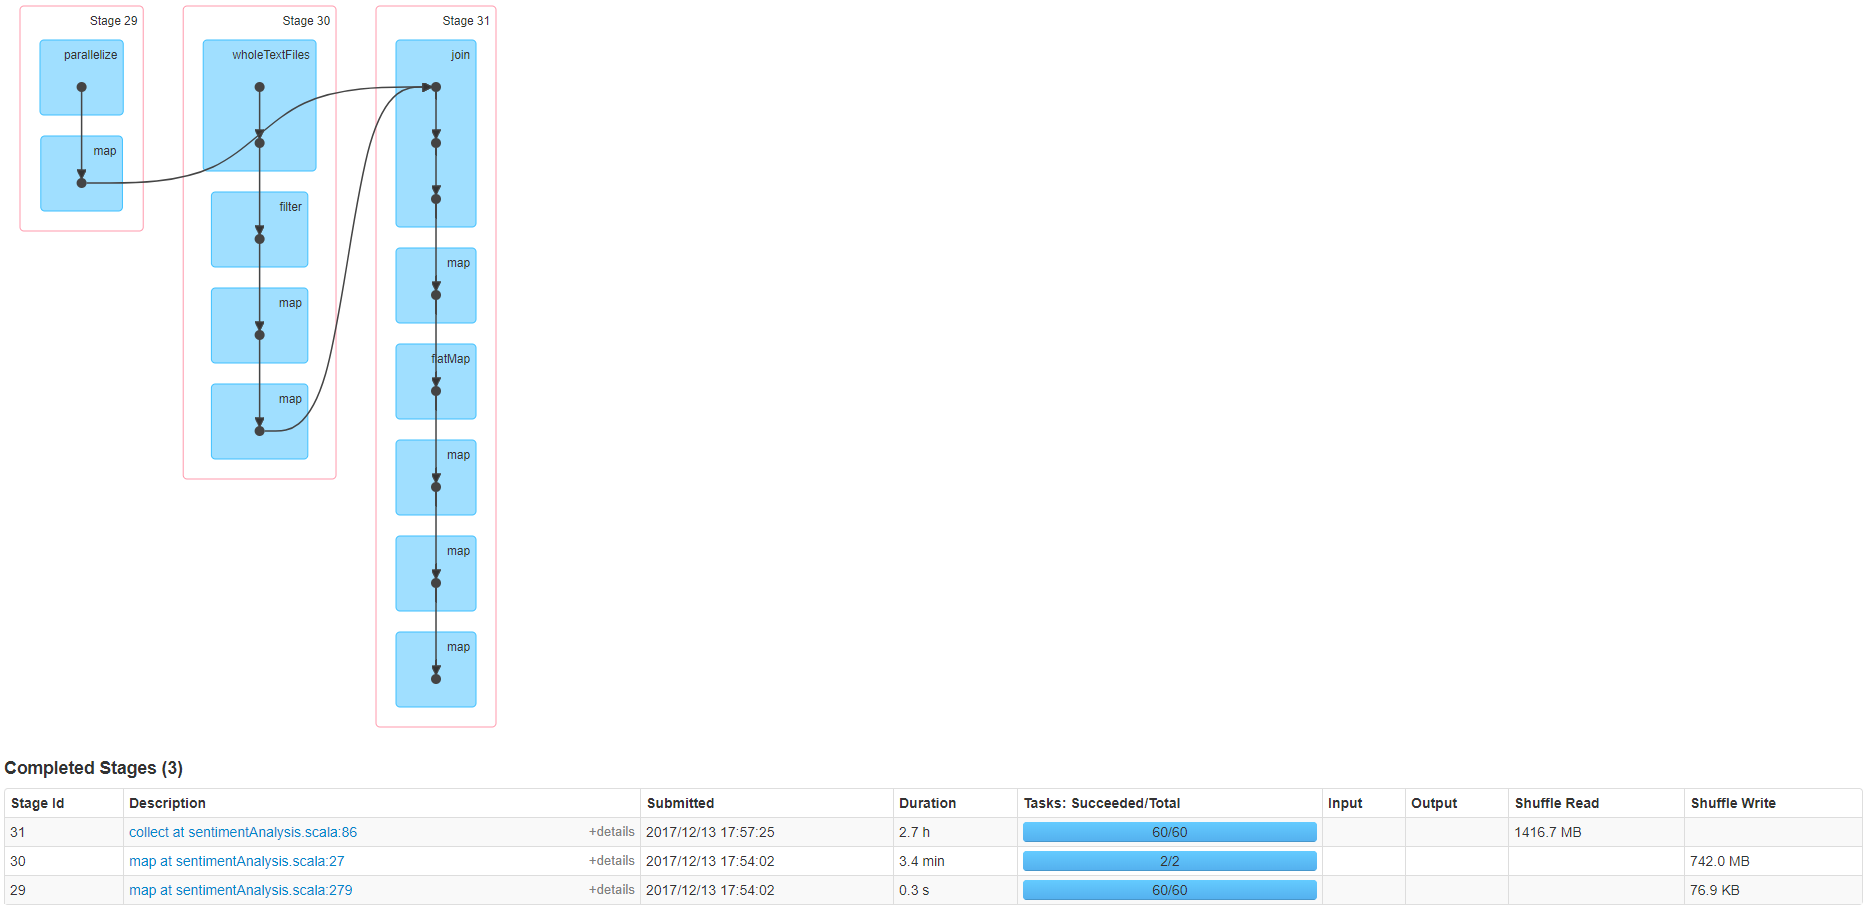 Stage 29
parallelize
map
Stage 30
wholeTextFiles
filter
map
map
Stage 31
join
map
flatMap
map
map
map
Completed Stages (3)
Stage Id Description Submitted Duration Tasks: Succeeded/Total Input Output Shuffle Read Shuffle Write
31 collect at sentimentAnalysis.scala:86 +details 2017/12/13 17:57:25 2.7 h 60/60 1416.7 MB
30 map at sentimentAnalysis.scala:27 +details 2017/12/13 17:54:02 3.4 min 2/2 742.0 MB
29 map at sentimentAnalysis.scala:279 +details 2017/12/13 17:54:02 0.3 s 60/60 76.9 KB